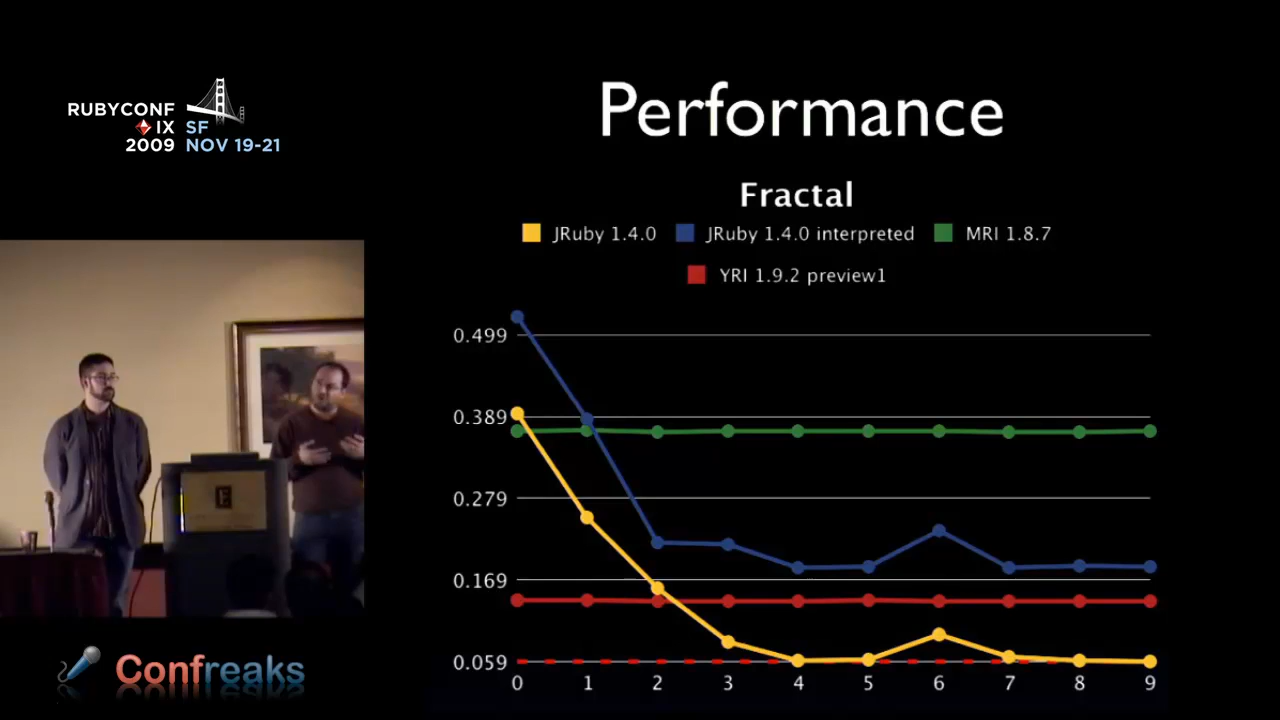 RUBYCONF
IX SF
2009 NOV 19-21
Performance
Fractal
JRuby 1.4.0 JRuby 1.4.0 interpreted MRI 1.8.7
YRI 1.9.2 preview1
0.499
0.389
0.279
0.169
0.059
0 1 2 3 4 5 6 7 8 9
E
Confreaks